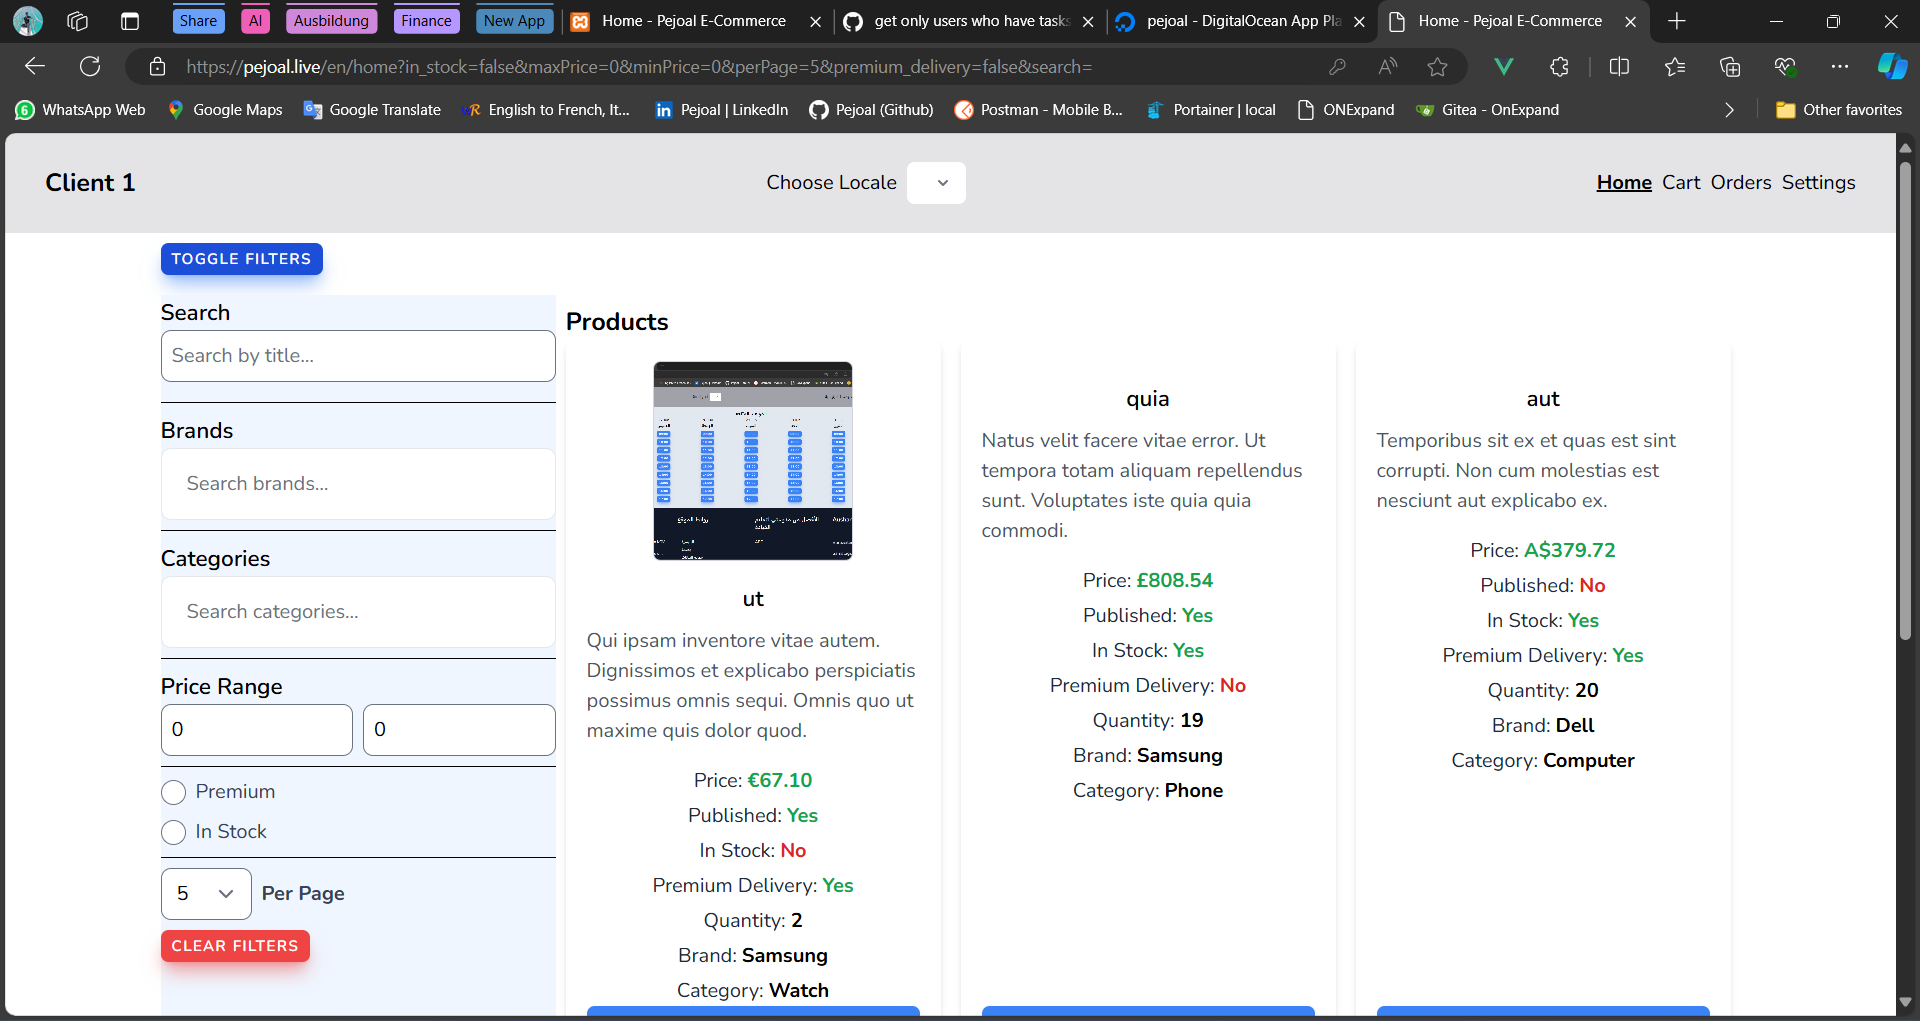 Share
AI
Ausbildung
Finance
New App
Home - Pejoal E-Commerce
get only users who have tasks
pejoal - DigitalOcean App Pla
Home - Pejoal E-Commerce
https://pejoal.live/en/home?in_stock=false&maxPrice=0&minPrice=0&perPage=5&premium_delivery=false&search=
WhatsApp Web
Google Maps
Google Translate
English to French, It...
Pejoal | LinkedIn
Pejoal (Github)
Postman - Mobile B...
Portainer | local
ONExpand
Gitea - OnExpand
Other favorites
Client 1
Choose Locale
Home Cart Orders Settings
TOGGLE FILTERS
Search
Search by title...
Brands
Search brands...
Categories
Search categories...
Price Range
0
0
Premium
In Stock
5
Per Page
CLEAR FILTERS
Products
ut
Qui ipsam inventore vitae autem.
Dignissimos et explicabo perspiciatis
possimus omnis sequi. Omnis quo ut
maxime quis dolor quod.
Price: €67.10
Published: Yes
In Stock: No
Premium Delivery: Yes
Quantity: 2
Brand: Samsung
Category: Watch
quia
Natus velit facere vitae error. Ut
tempora totam aliquam repellendus
sunt. Voluptates iste quia quia
commodi.
Price: £808.54
Published: Yes
In Stock: Yes
Premium Delivery: No
Quantity: 19
Brand: Samsung
Category: Phone
aut
Temporibus sit ex et quas est sint
corrupti. Non cum molestias est
nesciunt aut explicabo ex.
Price: A$379.72
Published: No
In Stock: Yes
Premium Delivery: Yes
Quantity: 20
Brand: Dell
Category: Computer